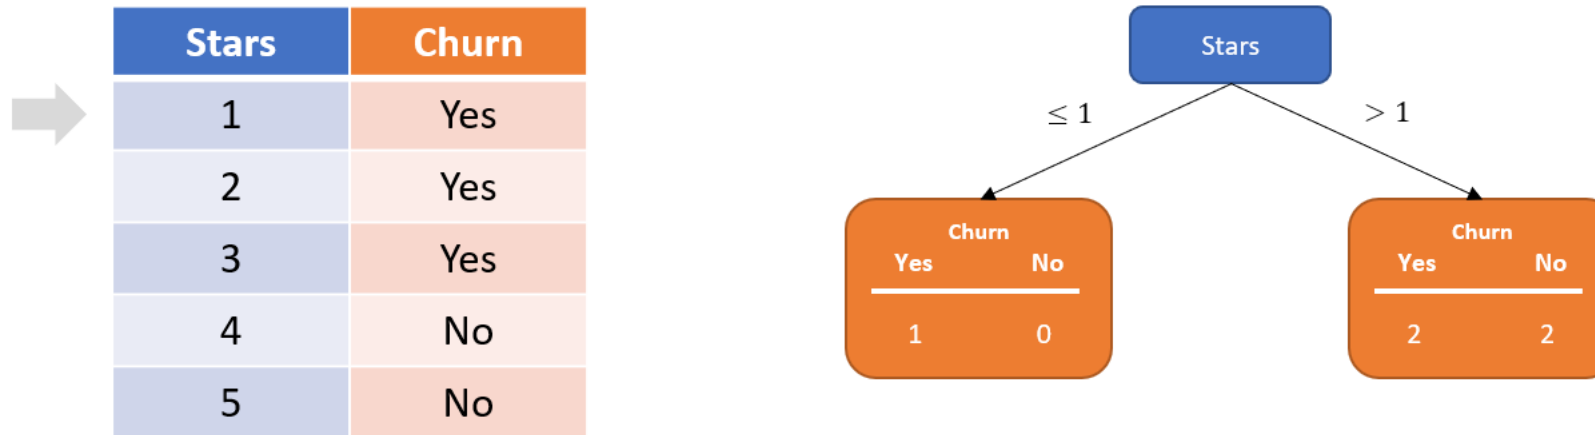 Stars Churn
1 Yes
2 Yes
3 Yes
4 No
5 No
Stars
≤ 1 > 1
Churn
Yes No
1 0
Churn
Yes No
2 2